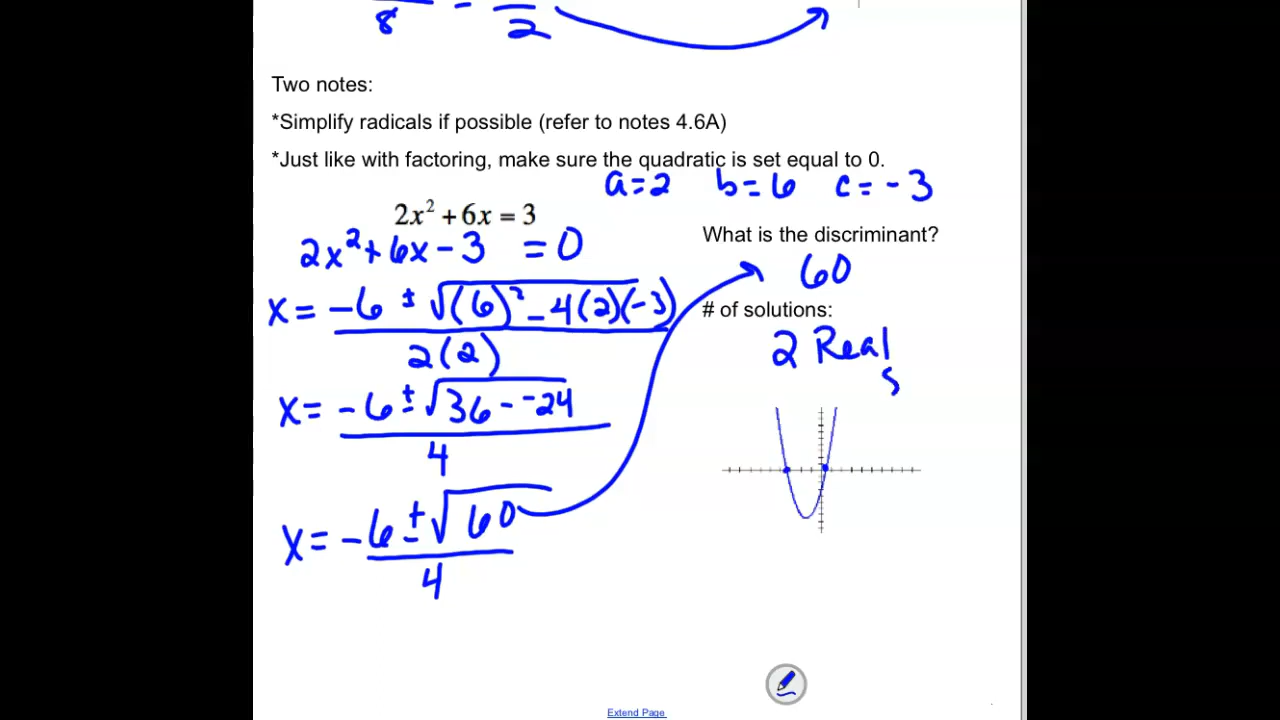 8 = 2
Two notes:
*Simplify radicals if possible (refer to notes 4.6A)
*Just like with factoring, make sure the quadratic is set equal to 0.
a=2 b=6 c=-3
2x² + 6x = 3
2x²+6x-3 =0
What is the discriminant?
60
x= -6 ± √(6)² - 4(2)(-3)
2(2)
# of solutions:
2 Real
S
x= -6 ± √36 - -24
4
x= -6 ± √60
4
Extend Page